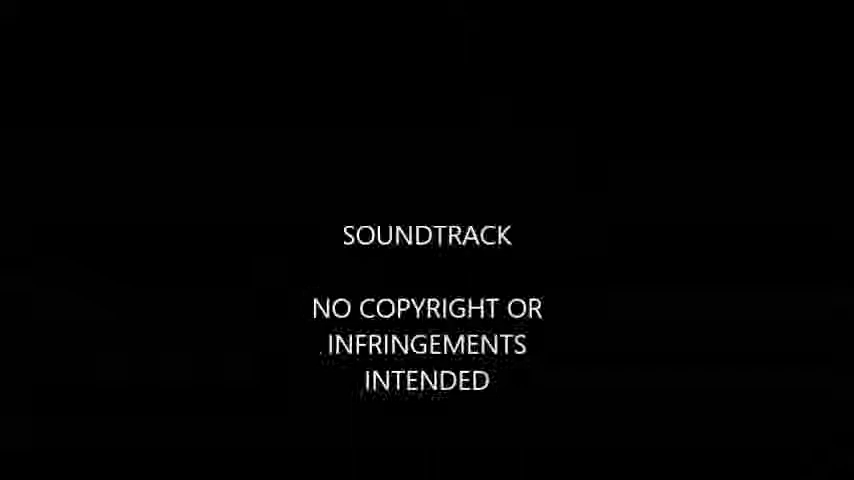 SOUNDTRACK
NO COPYRIGHT OR
INFRINGEMENTS
INTENDED